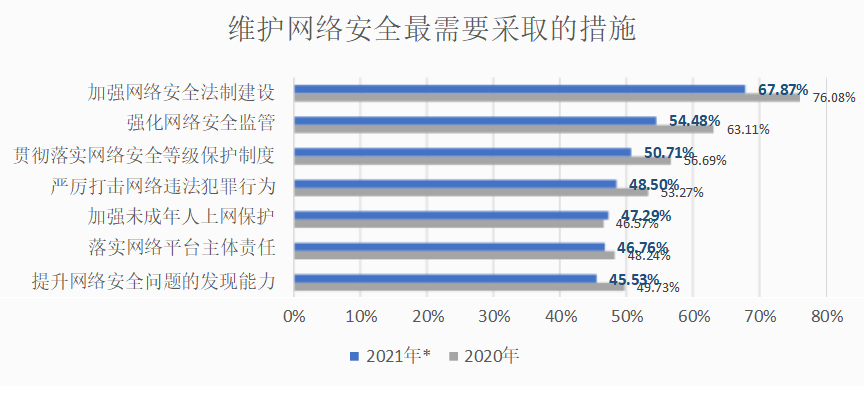 维护网络安全最需要采取的措施
加强网络安全法制建设
67.87%
76.08%
强化网络安全监管
54.48%
63.11%
贯彻落实网络安全等级保护制度
50.71%
56.69%
严厉打击网络违法犯罪行为
48.50%
53.27%
加强未成年人上网保护
47.29%
46.57%
落实网络平台主体责任
46.76%
48.24%
提升网络安全问题的发现能力
45.53%
49.73%
0% 10% 20% 30% 40% 50% 60% 70% 80%
2021年* 2020年